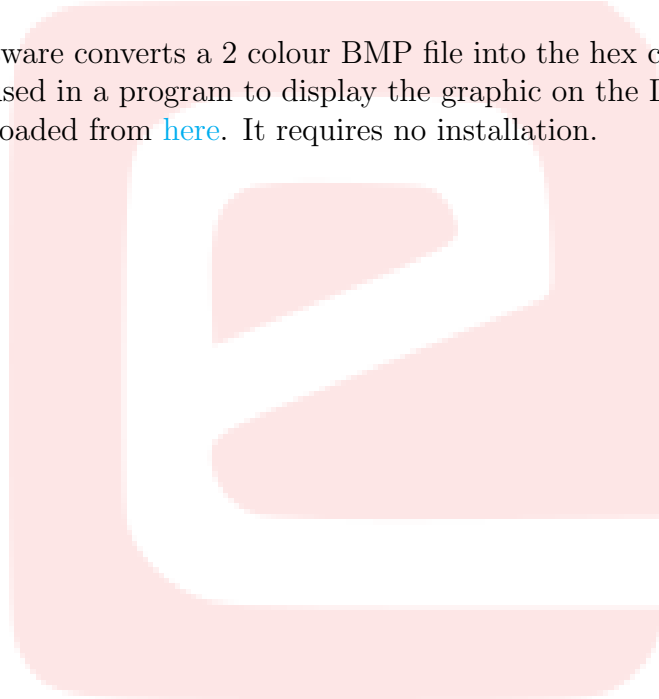 ware converts a 2 colour BMP file into the hex c
sed in a program to display the graphic on the
oaded from here. It requires no installation.